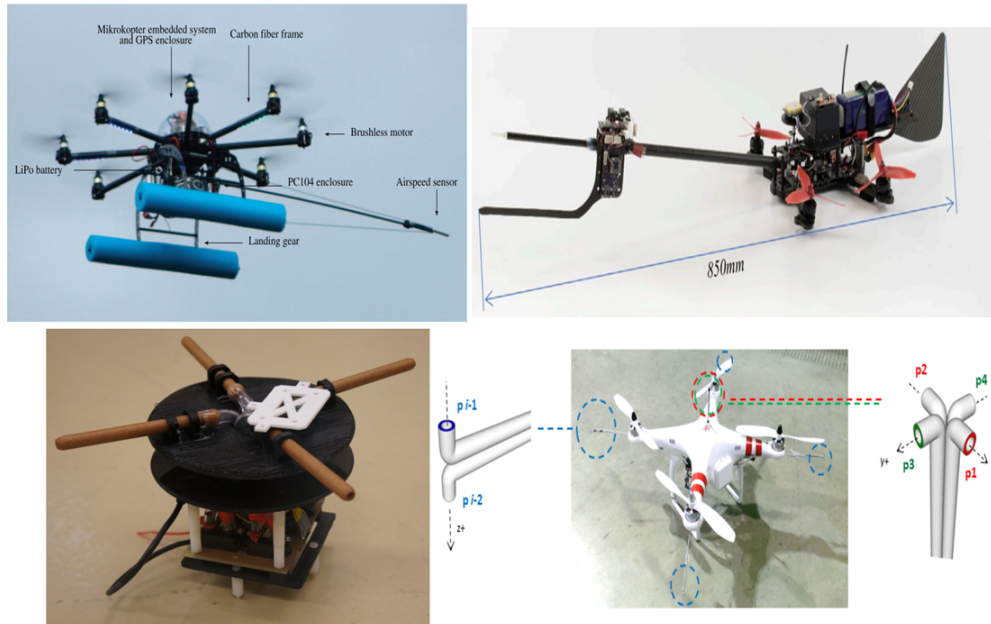 Mikrokopter embedded system
and GPS enclosure
Carbon fiber frame
Brushless motor
LiPo battery
PC104 enclosure
Airspeed sensor
Landing gear
850mm
p i-1
p i-2
z+
p2
p4
y+
p3
p1